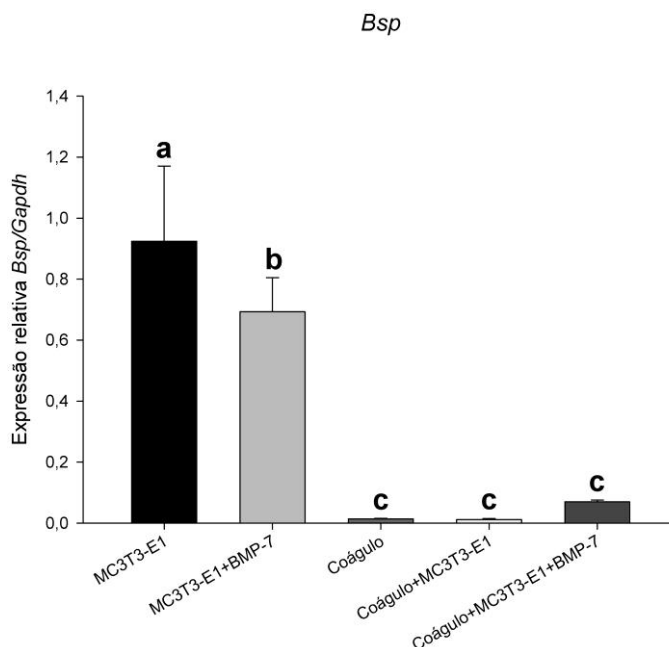 Bsp
1,4
1,2
1,0
0,8
0,6
0,4
0,2
0,0
Expressão relativa Bsp/Gapdh
a
b
c
c
c
MC3T3-E1
MC3T3-E1+BMP-7
Coágulo
Coágulo+MC3T3-E1
Coágulo+MC3T3-E1+BMP-7